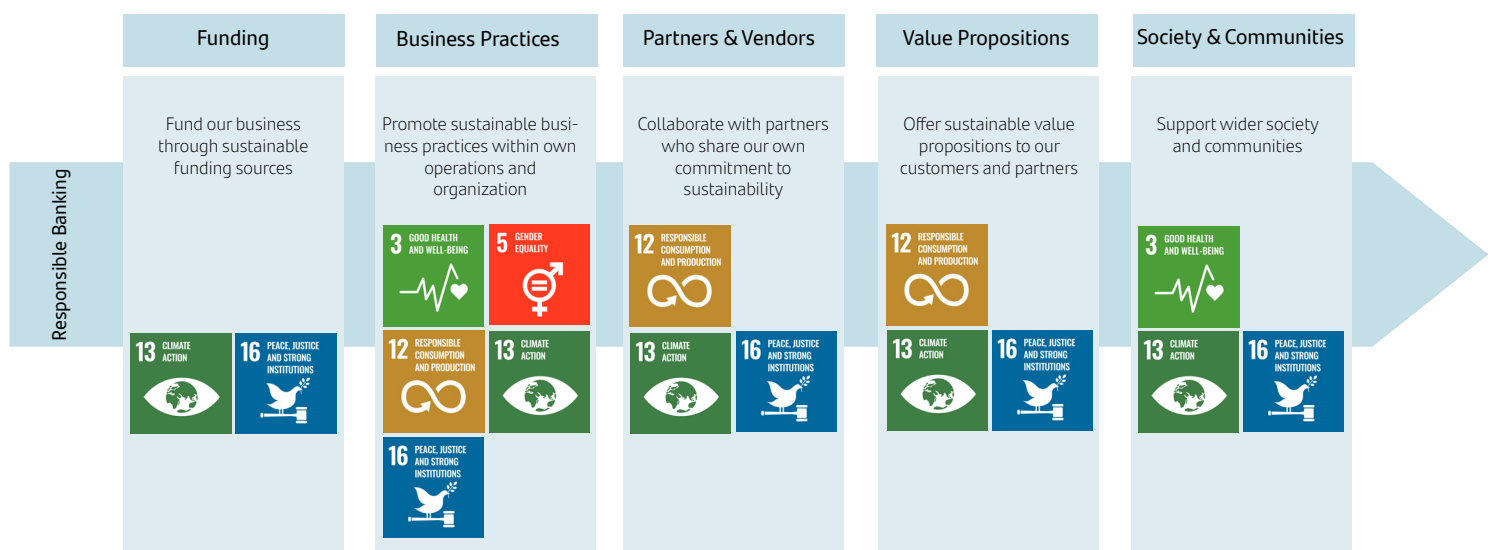 Funding
Business Practices
Partners & Vendors
Value Propositions
Society & Communities
Responsible Banking
Fund our business
through sustainable
funding sources
13 CLIMATE
ACTION
16 PEACE, JUSTICE
AND STRONG
INSTITUTIONS
Promote sustainable busi-
ness practices within own
operations and
organization
3 GOOD HEALTH
AND WELL-BEING
5 GENDER
EQUALITY
12 RESPONSIBLE
CONSUMPTION
AND PRODUCTION
13 CLIMATE
ACTION
16 PEACE, JUSTICE
AND STRONG
INSTITUTIONS
Collaborate with partners
who share our own
commitment to
sustainability
12 RESPONSIBLE
CONSUMPTION
AND PRODUCTION
13 CLIMATE
ACTION
16 PEACE, JUSTICE
AND STRONG
INSTITUTIONS
Offer sustainable value
propositions to our
customers and partners
12 RESPONSIBLE
CONSUMPTION
AND PRODUCTION
13 CLIMATE
ACTION
16 PEACE, JUSTICE
AND STRONG
INSTITUTIONS
Support wider society
and communities
3 GOOD HEALTH
AND WELL-BEING
13 CLIMATE
ACTION
16 PEACE, JUSTICE
AND STRONG
INSTITUTIONS